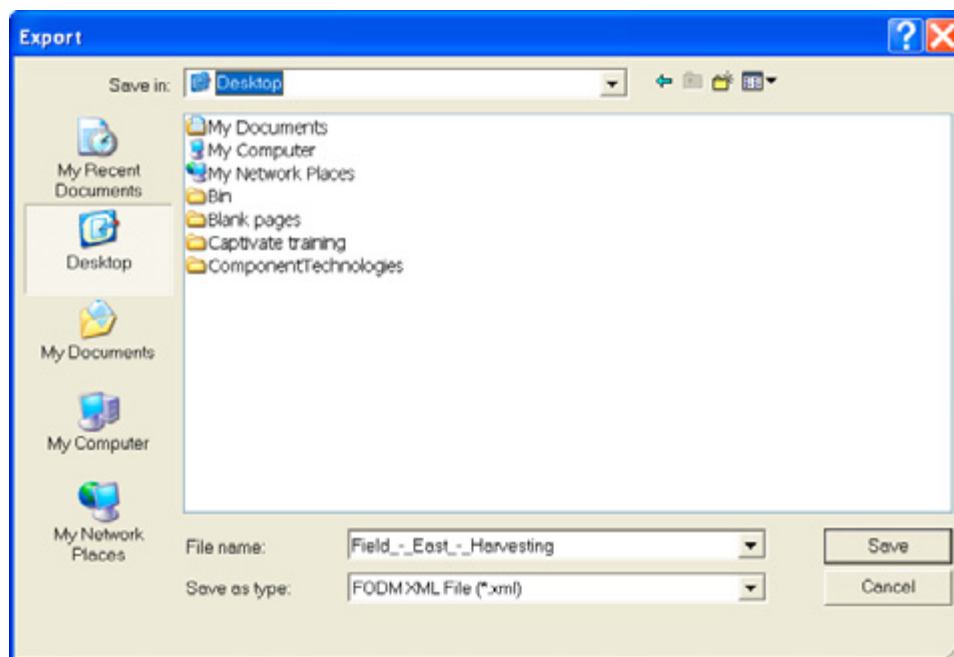 Export
Save in: Desktop
My Documents
My Computer
My Network Places
Bin
Blank pages
Captivate training
ComponentTechnologies
My Recent
Documents
Desktop
My Documents
My Computer
My Network
Places
File name: Field_-_East_-_Harvesting
Save
Save as type: FODM XML File (*.xml)
Cancel